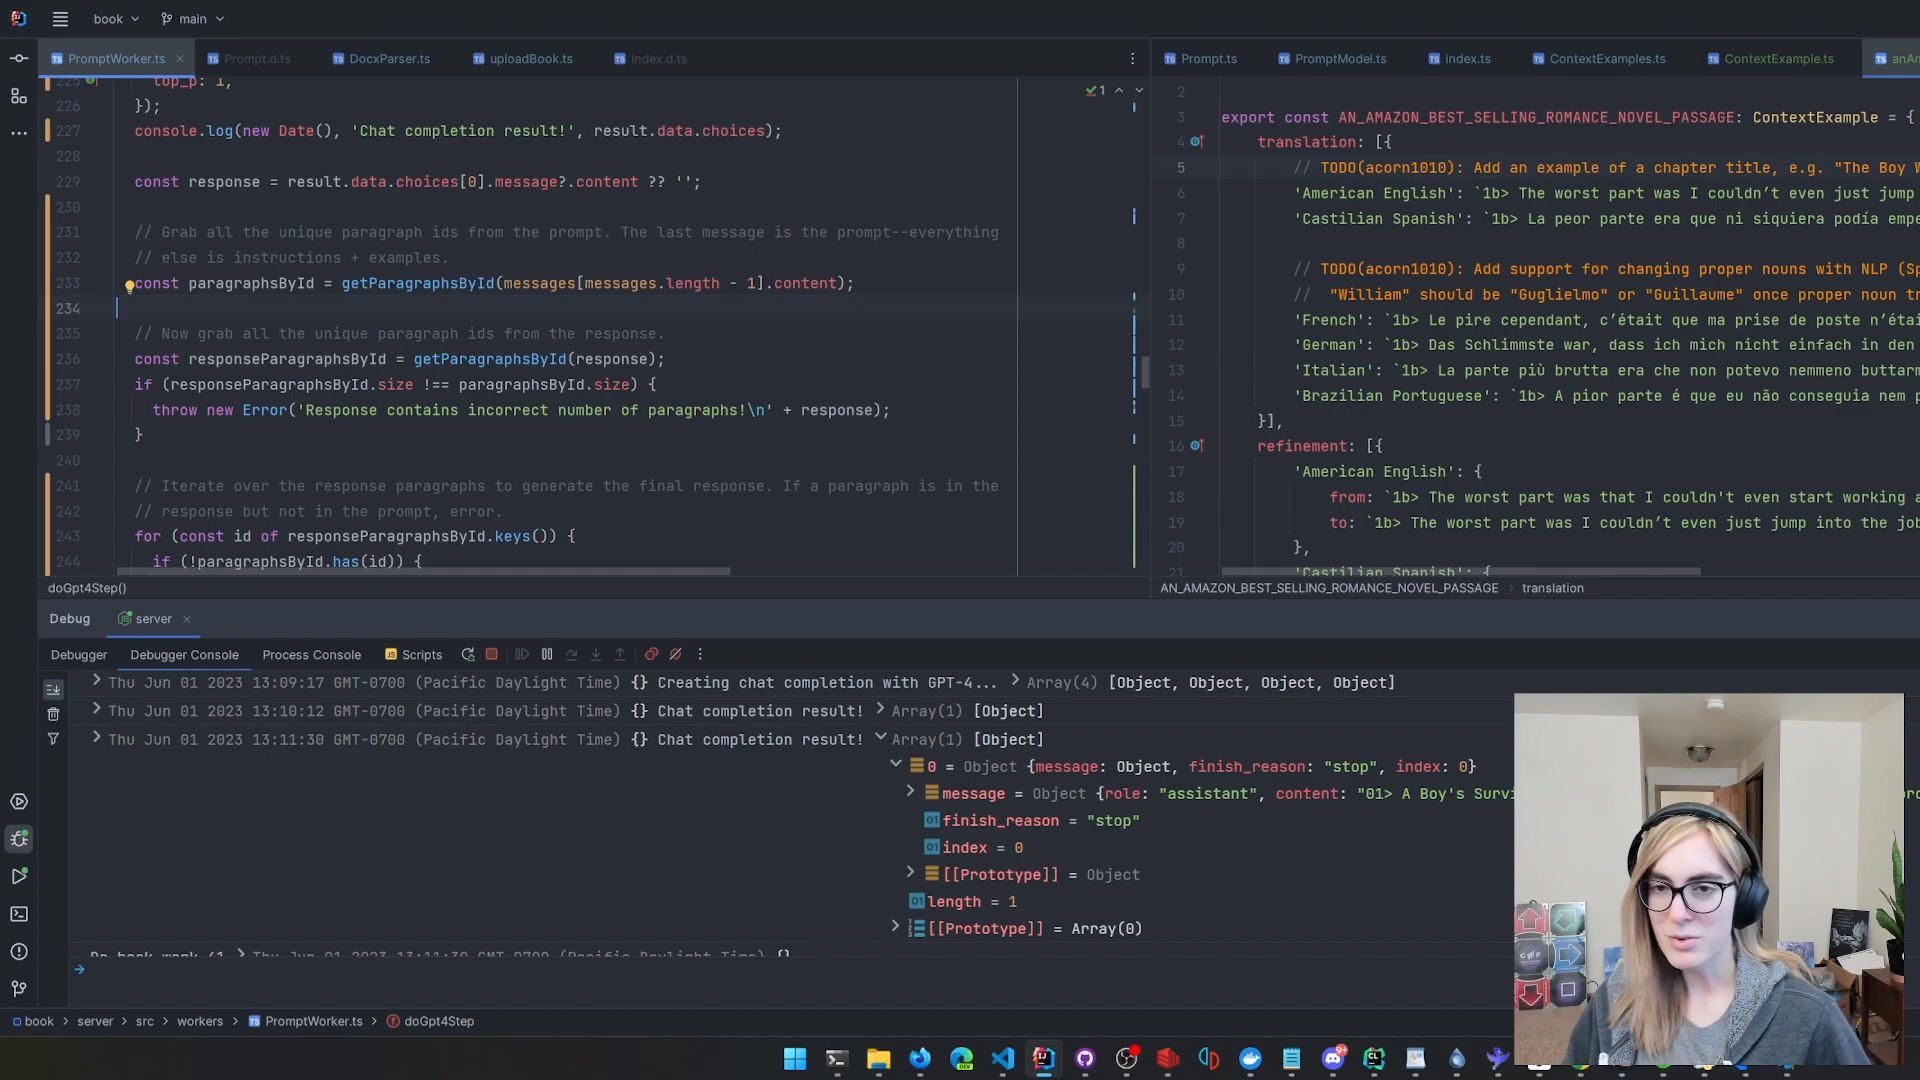 book
main
PromptWorker.ts
Prompt.d.ts
DocxParser.ts
uploadBook.ts
index.d.ts
Prompt.ts
PromptModel.ts
index.ts
ContextExamples.ts
ContextExample.ts
anAn
225 top_p: 1,
226 });
227 console.log(new Date(), 'Chat completion result!', result.data.choices);
228
229 const response = result.data.choices[0].message?.content ?? '';
230
231 // Grab all the unique paragraph ids from the prompt. The last message is the prompt--everything
232 // else is instructions + examples.
233 const paragraphsById = getParagraphsById(messages[messages.length - 1].content);
234
235 // Now grab all the unique paragraph ids from the response.
236 const responseParagraphsById = getParagraphsById(response);
237 if (responseParagraphsById.size !== paragraphsById.size) {
238 throw new Error('Response contains incorrect number of paragraphs!\n' + response);
239 }
240
241 // Iterate over the response paragraphs to generate the final response. If a paragraph is in the
242 // response but not in the prompt, error.
243 for (const id of responseParagraphsById.keys()) {
244 if (!paragraphsById.has(id)) {
1
doGpt4Step()
2
3 export const AN_AMAZON_BEST_SELLING_ROMANCE_NOVEL_PASSAGE: ContextExample = {
4 translation: [{
5 // TODO(acorn1010): Add an example of a chapter title, e.g. "The Boy W
6 'American English': `1b> The worst part was I couldn't even just jump
7 'Castilian Spanish': `1b> La peor parte era que ni siquiera podía empe
8
9 // TODO(acorn1010): Add support for changing proper nouns with NLP (Sp
10 // "William" should be "Guglielmo" or "Guillaume" once proper noun tr
11 'French': `1b> Le pire cependant, c'était que ma prise de poste n'étai
12 'German': `1b> Das Schlimmste war, dass ich mich nicht einfach in den
13 'Italian': `1b> La parte più brutta era che non potevo nemmeno buttarm
14 'Brazilian Portuguese': `1b> A pior parte é que eu não conseguia nem p
15 }],
16 refinement: [{
17 'American English': {
18 from: `1b> The worst part was that I couldn't even start working a
19 to: `1b> The worst part was I couldn't even just jump into the job
20 },
21 'Castilian Spanish': {
AN_AMAZON_BEST_SELLING_ROMANCE_NOVEL_PASSAGE > translation
Debug
server
Debugger
Debugger Console
Process Console
Scripts
Thu Jun 01 2023 13:09:17 GMT-0700 (Pacific Daylight Time) {} Creating chat completion with GPT-4... > Array(4) [Object, Object, Object, Object]
Thu Jun 01 2023 13:10:12 GMT-0700 (Pacific Daylight Time) {} Chat completion result! > Array(1) [Object]
Thu Jun 01 2023 13:11:30 GMT-0700 (Pacific Daylight Time) {} Chat completion result! Array(1) [Object]
0 = Object {message: Object, finish_reason: "stop", index: 0}
message = Object {role: "assistant", content: "01> A Boy's Survi
finish_reason = "stop"
index = 0
[[Prototype]] = Object
length = 1
[[Prototype]] = Array(0)
Thu Jun 01 2023 13:11:30 GMT-0700 (Pacific Daylight Time) {}
book > server > src > workers > PromptWorker.ts > doGpt4Step